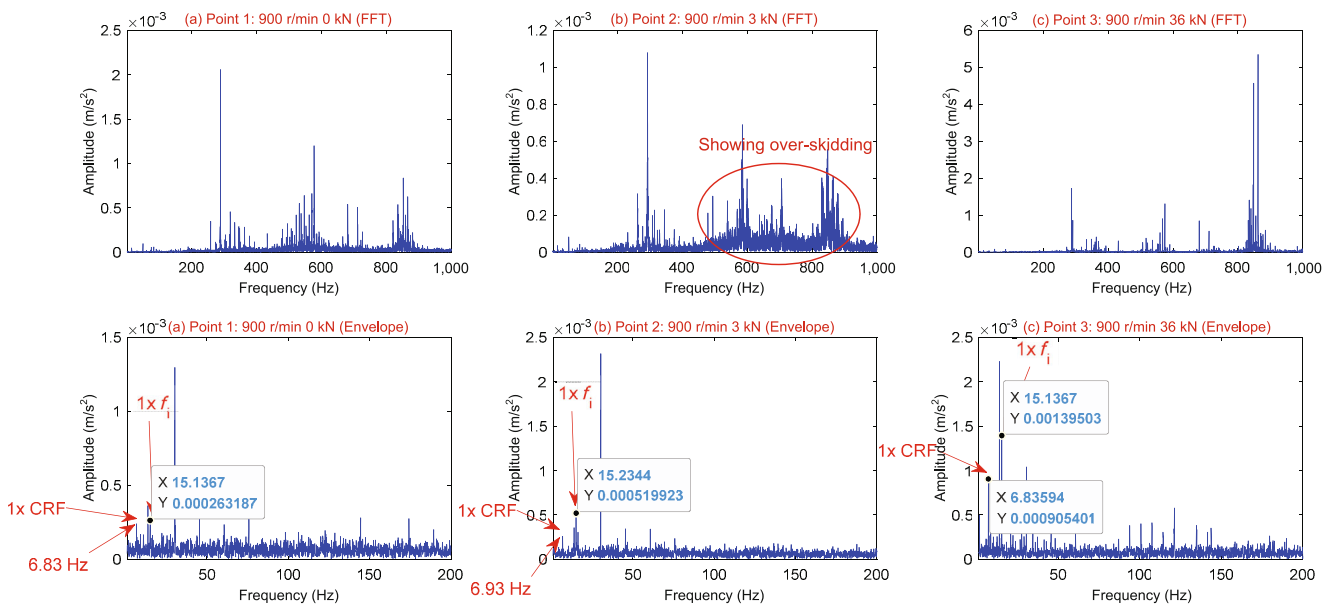 (a) Point 1: 900 r/min 0 kN (FFT)
×10⁻³
2.5
2
1.5
1
0.5
0
Amplitude (m/s²)
200
400
600
800
1,000
Frequency (Hz)
(b) Point 2: 900 r/min 3 kN (FFT)
×10⁻³
1.2
1
0.8
0.6
0.4
0.2
0
Amplitude (m/s²)
Showing over-skidding
200
400
600
800
1,000
Frequency (Hz)
(c) Point 3: 900 r/min 36 kN (FFT)
×10⁻³
6
5
4
3
2
1
0
Amplitude (m/s²)
200
400
600
800
1,000
Frequency (Hz)
(a) Point 1: 900 r/min 0 kN (Envelope)
×10⁻³
1.5
1
0.5
0
Amplitude (m/s²)
1x fᵢ
X 15.1367
Y 0.000263187
1x CRF
6.83 Hz
50
100
150
200
Frequency (Hz)
(b) Point 2: 900 r/min 3 kN (Envelope)
×10⁻³
2.5
2
1.5
1
0.5
0
Amplitude (m/s²)
1x fᵢ
X 15.2344
Y 0.000519923
1x CRF
6.93 Hz
50
100
150
200
Frequency (Hz)
(c) Point 3: 900 r/min 36 kN (Envelope)
×10⁻³
2.5
2
1.5
1
0.5
0
Amplitude (m/s²)
1x fᵢ
X 15.1367
Y 0.00139503
1x CRF
X 6.83594
Y 0.000905401
50
100
150
200
Frequency (Hz)